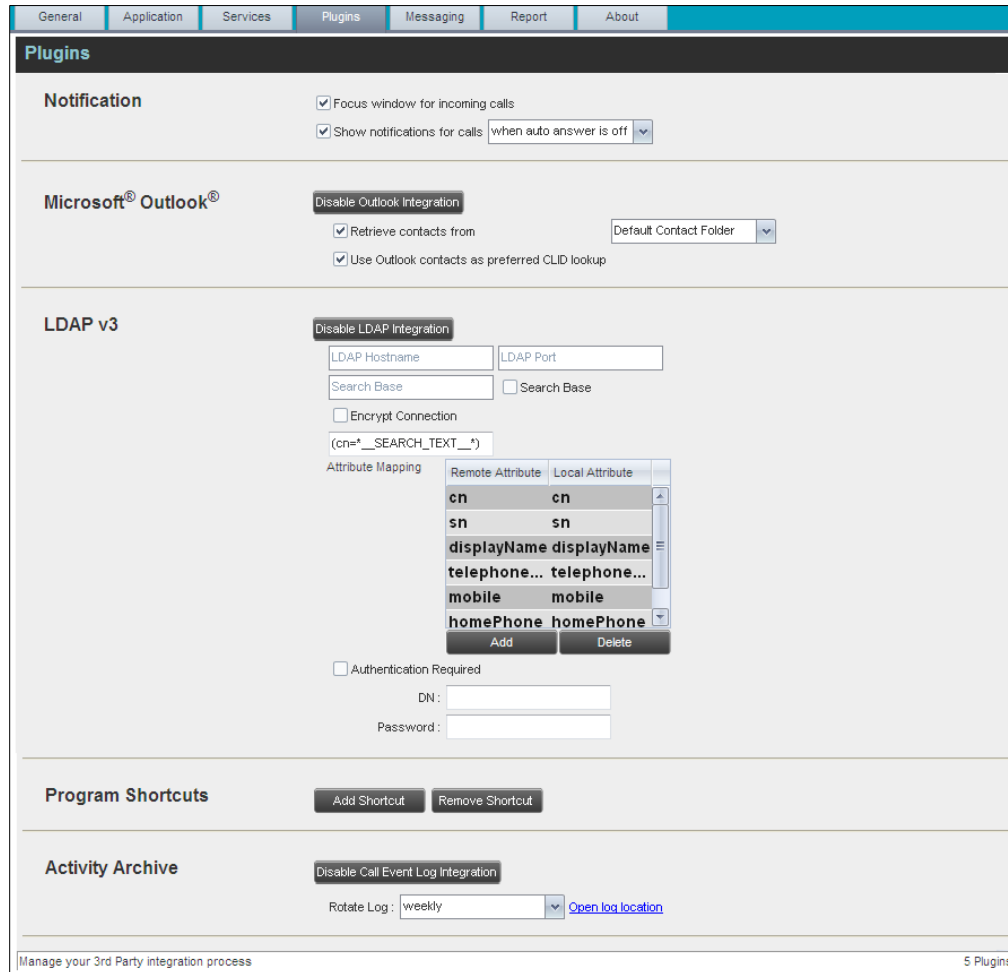 General Application Services Plugins Messaging Report About
Plugins
Notification
Focus window for incoming calls
Show notifications for calls when auto answer is off
Microsoft® Outlook®
Disable Outlook Integration
Retrieve contacts from Default Contact Folder
Use Outlook contacts as preferred CLID lookup
LDAP v3
Disable LDAP Integration
LDAP Hostname LDAP Port
Search Base Search Base
Encrypt Connection
(cn=*__SEARCH_TEXT__*)
Attribute Mapping
Remote Attribute Local Attribute
cn cn
sn sn
displayName displayName
telephone... telephone...
mobile mobile
homePhone homePhone
Add Delete
Authentication Required
DN :
Password :
Program Shortcuts
Add Shortcut Remove Shortcut
Activity Archive
Disable Call Event Log Integration
Rotate Log : weekly Open log location
Manage your 3rd Party integration process 5 Plugins